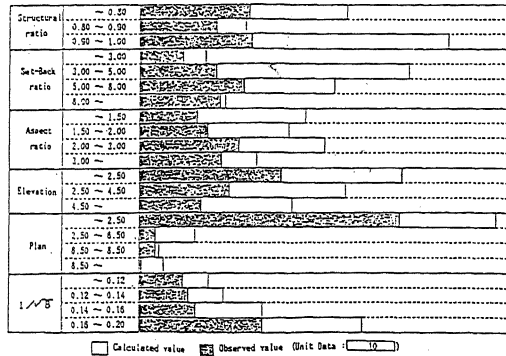 Structural ratio
~ 0.80
0.80 ~ 0.90
0.90 ~ 1.00
Set-Back ratio
~ 3.00
3.00 ~ 5.00
5.00 ~ 8.00
8.00 ~
Aspect ratio
~ 1.50
1.50 ~ 2.00
2.00 ~ 3.00
3.00 ~
Elevation
~ 2.50
2.50 ~ 4.50
4.50 ~
Plan
~ 2.50
2.50 ~ 6.50
6.50 ~ 8.50
8.50 ~
~ 0.12
0.12 ~ 0.14
0.14 ~ 0.16
0.16 ~ 0.20
Calculated value Observed value (Unit Data : 10 )